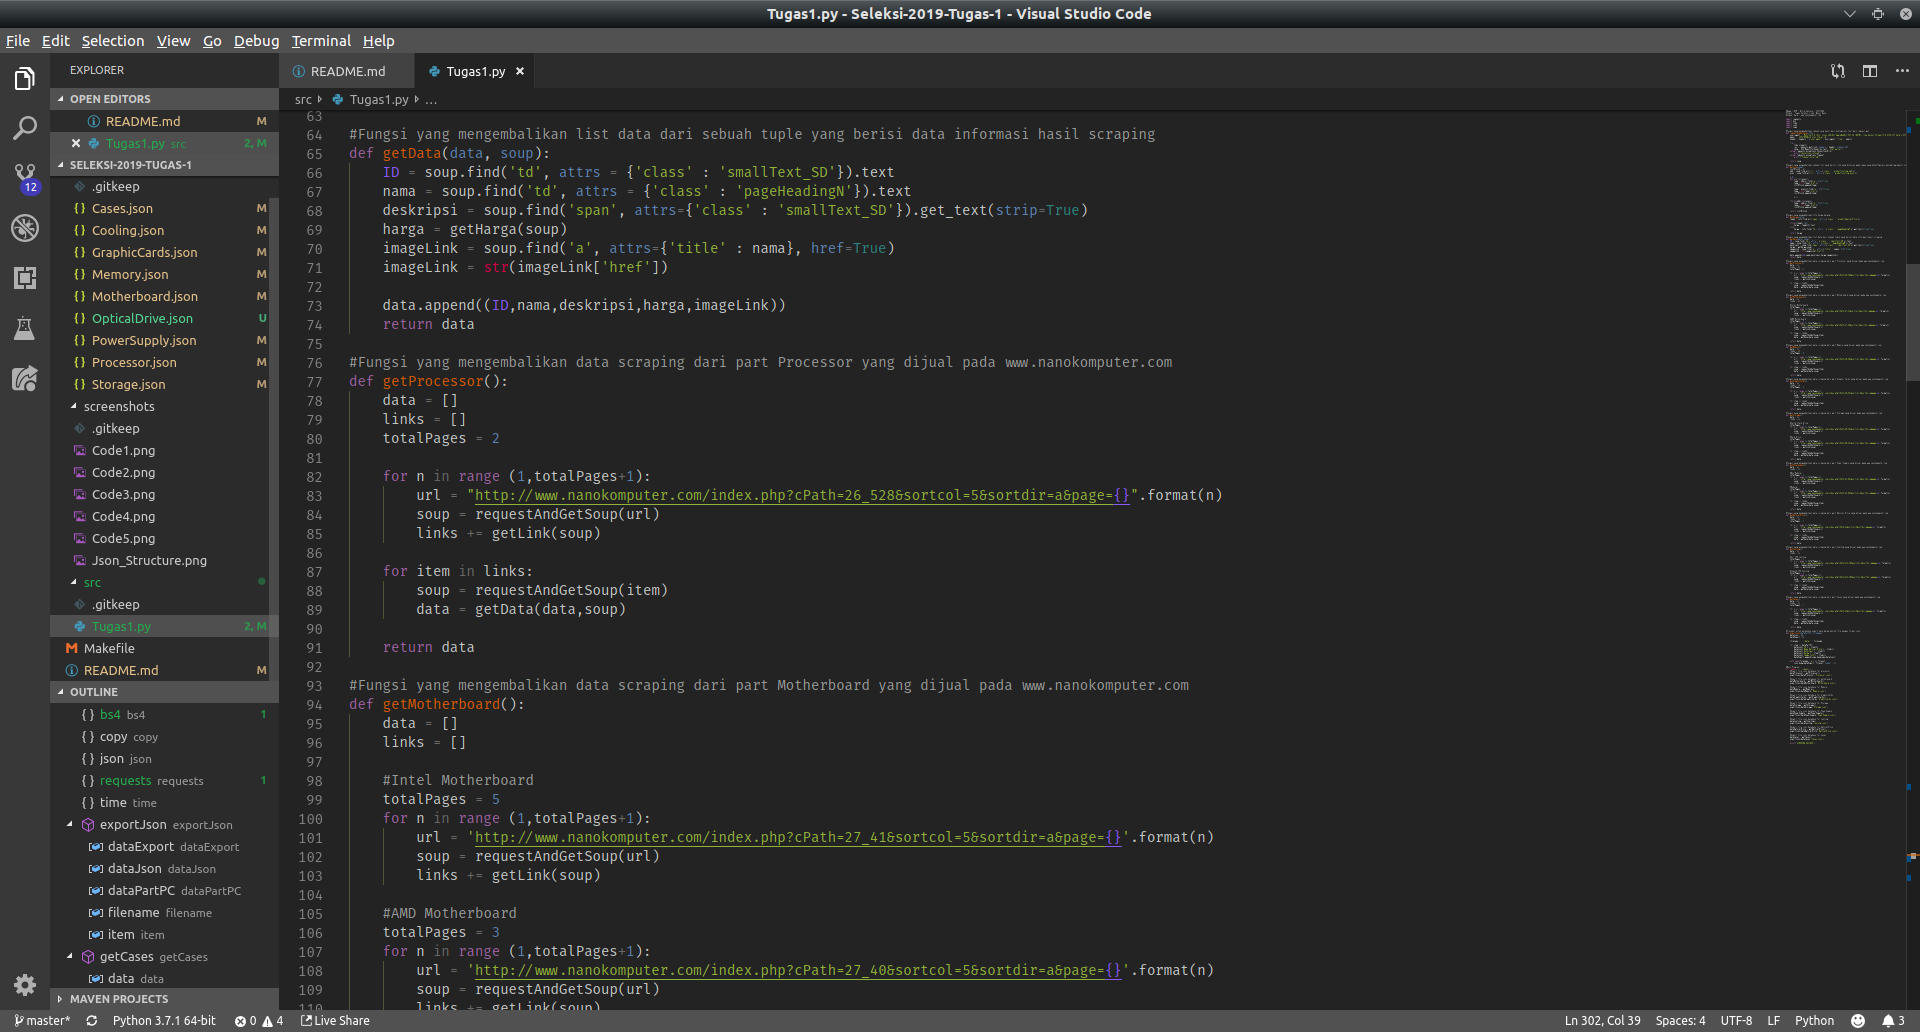 Tugas1.py - Seleksi-2019-Tugas-1 - Visual Studio Code
File Edit Selection View Go Debug Terminal Help
EXPLORER
OPEN EDITORS
README.md M
Tugas1.py src 2, M
SELEKSI-2019-TUGAS-1
.gitkeep
Cases.json M
Cooling.json M
GraphicCards.json M
Memory.json M
Motherboard.json M
OpticalDrive.json U
PowerSupply.json M
Processor.json M
Storage.json M
screenshots
.gitkeep
Code1.png
Code2.png
Code3.png
Code4.png
Code5.png
Json_Structure.png
src
.gitkeep
Tugas1.py 2, M
Makefile
README.md M
OUTLINE
{} bs4 bs4 1
{} copy copy
{} json json
{} requests requests 1
{} time time
exportJson exportJson
dataExport dataExport
dataJson dataJson
dataPartPC dataPartPC
filename filename
item item
getCases getCases
data data
MAVEN PROJECTS
12
README.md Tugas1.py
src Tugas1.py ...
63
64 #Fungsi yang mengembalikan list data dari sebuah tuple yang berisi data informasi hasil scraping
65 def getData(data, soup):
66 ID = soup.find('td', attrs = {'class' : 'smallText_SD'}).text
67 nama = soup.find('td', attrs = {'class' : 'pageHeadingN'}).text
68 deskripsi = soup.find('span', attrs={'class' : 'smallText_SD'}).get_text(strip=True)
69 harga = getHarga(soup)
70 imageLink = soup.find('a', attrs={'title' : nama}, href=True)
71 imageLink = str(imageLink['href'])
72
73 data.append((ID,nama,deskripsi,harga,imageLink))
74 return data
75
76 #Fungsi yang mengembalikan data scraping dari part Processor yang dijual pada www.nanokomputer.com
77 def getProcessor():
78 data = []
79 links = []
80 totalPages = 2
81
82 for n in range (1,totalPages+1):
83 url = "http://www.nanokomputer.com/index.php?cPath=26_528&sortcol=5&sortdir=a&page={}".format(n)
84 soup = requestAndGetSoup(url)
85 links += getLink(soup)
86
87 for item in links:
88 soup = requestAndGetSoup(item)
89 data = getData(data,soup)
90
91 return data
92
93 #Fungsi yang mengembalikan data scraping dari part Motherboard yang dijual pada www.nanokomputer.com
94 def getMotherboard():
95 data = []
96 links = []
97
98 #Intel Motherboard
99 totalPages = 5
100 for n in range (1,totalPages+1):
101 url = 'http://www.nanokomputer.com/index.php?cPath=27_41&sortcol=5&sortdir=a&page={}'.format(n)
102 soup = requestAndGetSoup(url)
103 links += getLink(soup)
104
105 #AMD Motherboard
106 totalPages = 3
107 for n in range (1,totalPages+1):
108 url = 'http://www.nanokomputer.com/index.php?cPath=27_40&sortcol=5&sortdir=a&page={}'.format(n)
109 soup = requestAndGetSoup(url)
110 links += getLink(soup)
master* Python 3.7.1 64-bit 0 4 Live Share Ln 302, Col 39 Spaces: 4 UTF-8 LF Python 3